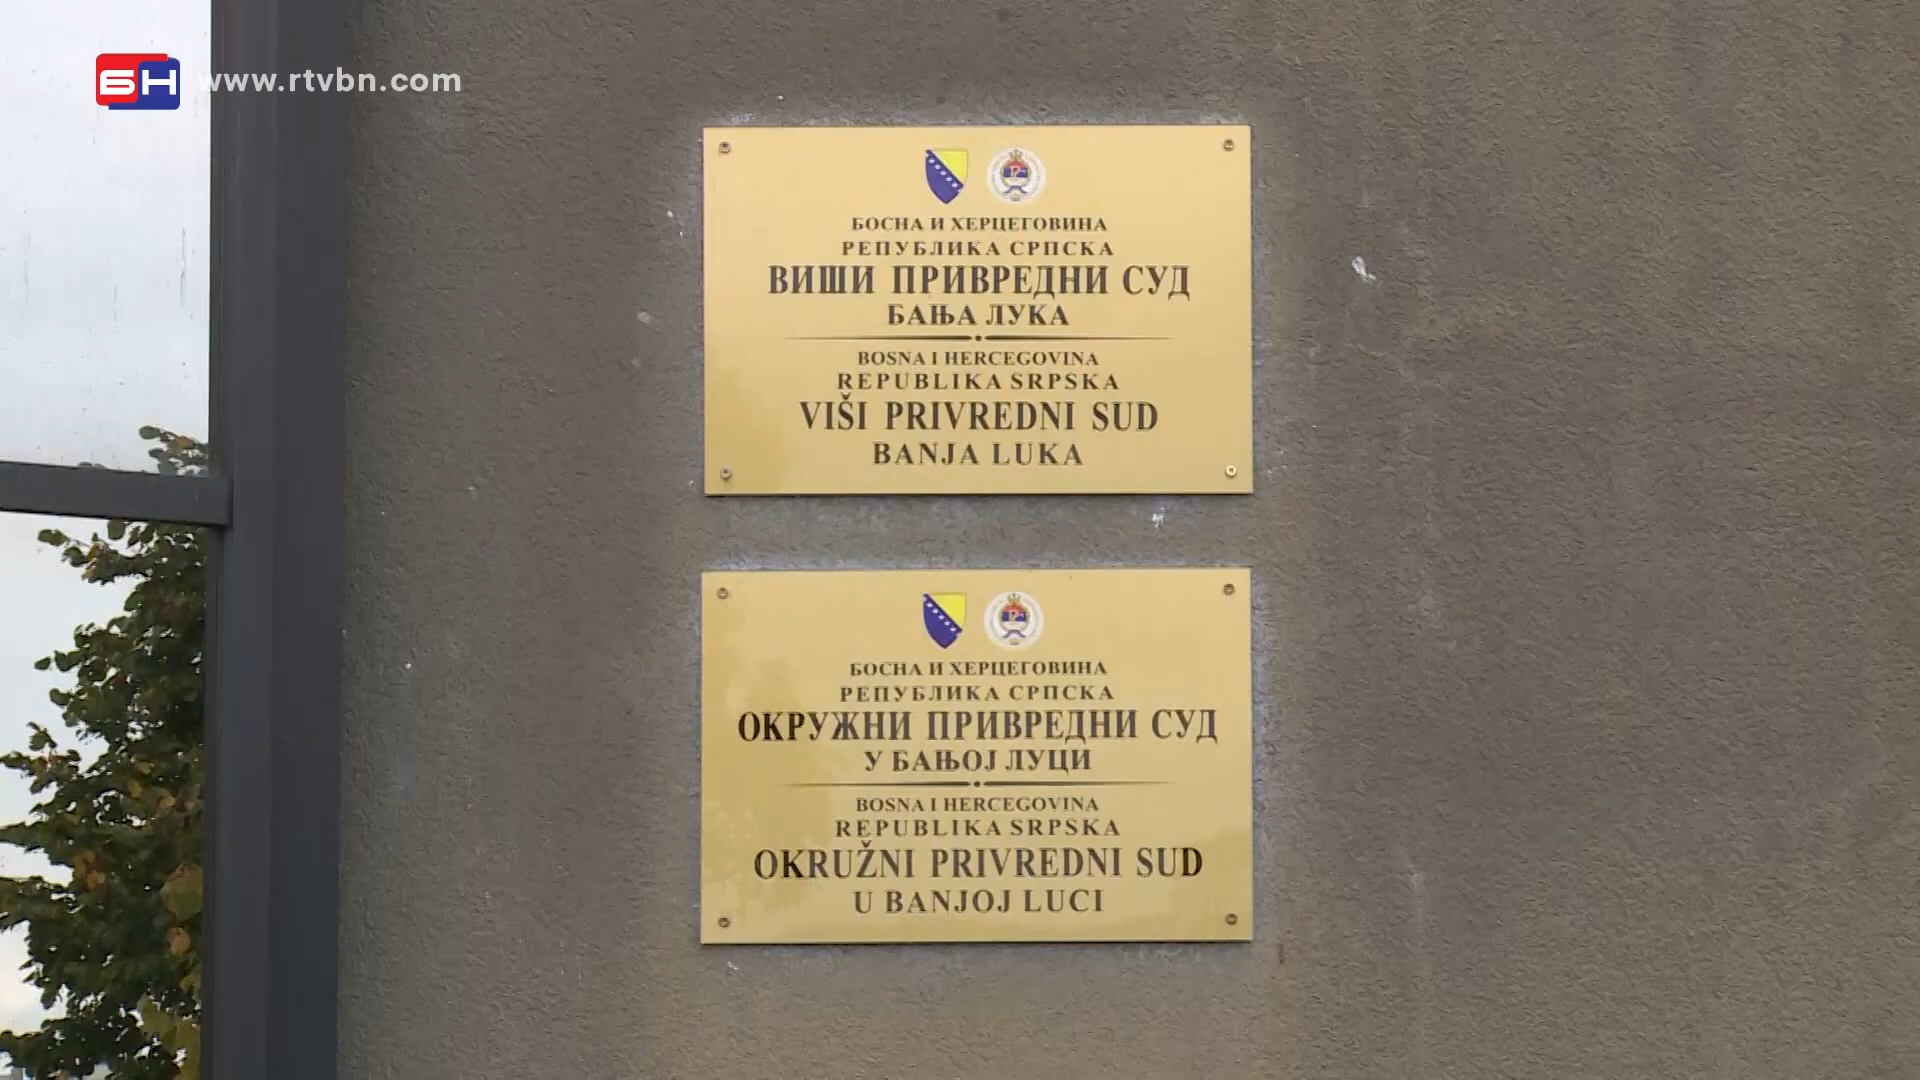 БН www.rtvbn.com
БОСНА И ХЕРЦЕГОВИНА
РЕПУБЛИКА СРПСКА
ВИШИ ПРИВРЕДНИ СУД
БАЊА ЛУКА
BOSNA I HERCEGOVINA
REPUBLIKA SRPSKA
VIŠI PRIVREDNI SUD
BANJA LUKA
БОСНА И ХЕРЦЕГОВИНА
РЕПУБЛИКА СРПСКА
ОКРУЖНИ ПРИВРЕДНИ СУД
У БАЊОЈ ЛУЦИ
BOSNA I HERCEGOVINA
REPUBLIKA SRPSKA
OKRUŽNI PRIVREDNI SUD
U BANJOJ LUCI